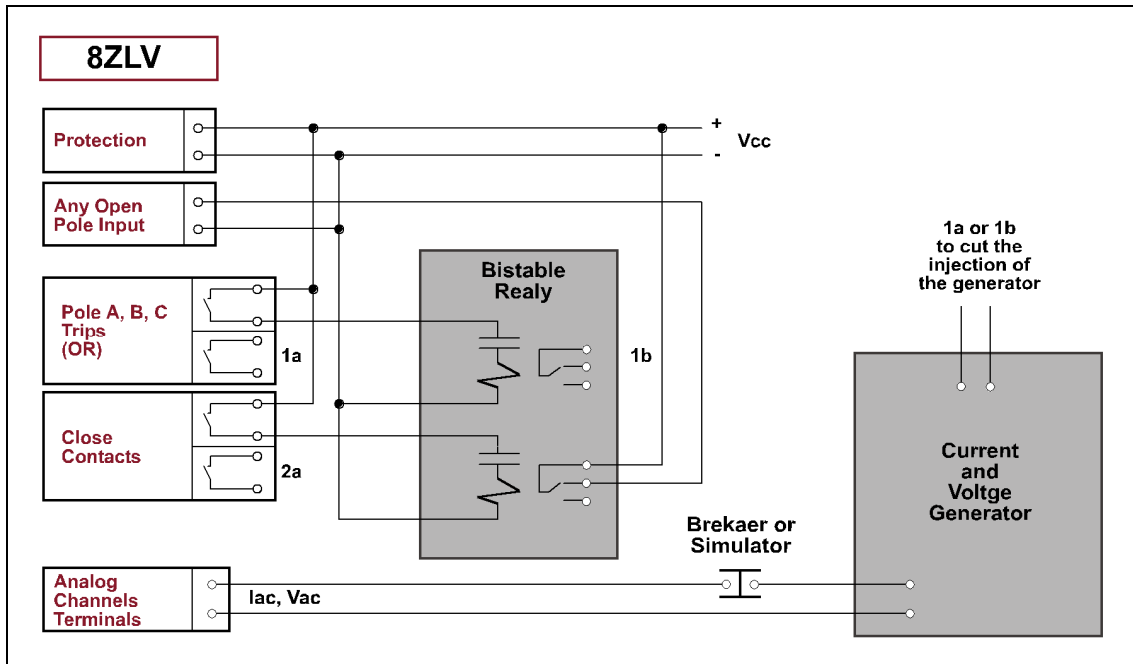 8ZLV
Protection
+
-
Vcc
Any Open
Pole Input
Pole A, B, C
Trips
(OR)
1a
Close
Contacts
2a
Bistable
Realy
1b
1a or 1b
to cut the
injection of
the generator
Current
and
Voltge
Generator
Brekaer or
Simulator
Analog
Channels
Terminals
Iac, Vac